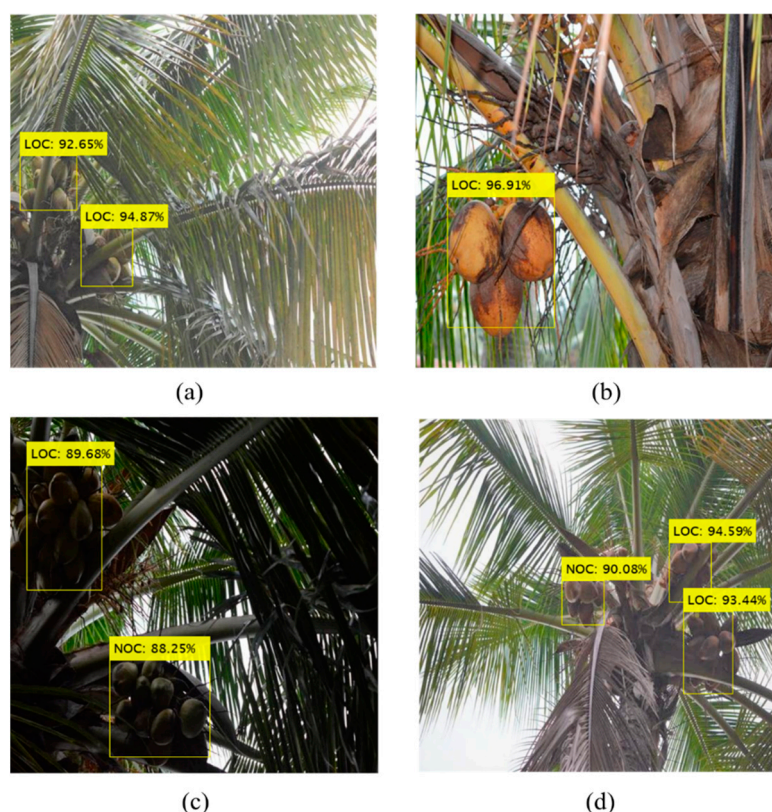 LOC: 92.65%
LOC: 94.87%
LOC: 96.91%
(a)
(b)
LOC: 89.68%
NOC: 88.25%
LOC: 94.59%
NOC: 90.08%
LOC: 93.44%
(c)
(d)